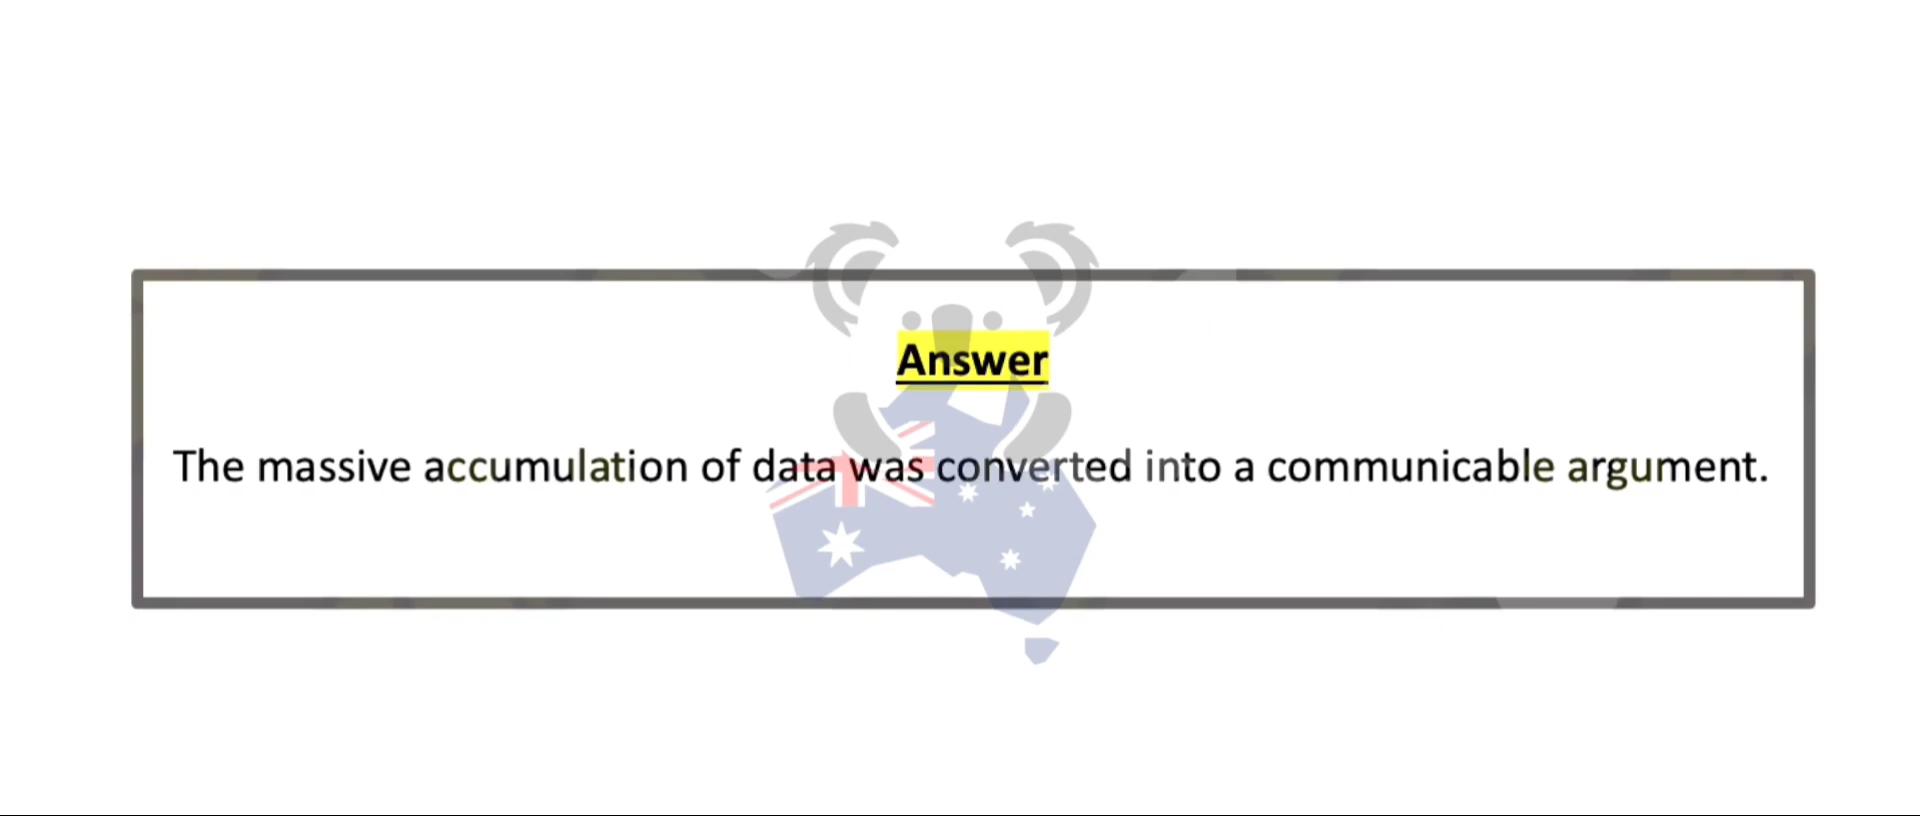 Answer
The massive accumulation of data was converted into a communicable argument.